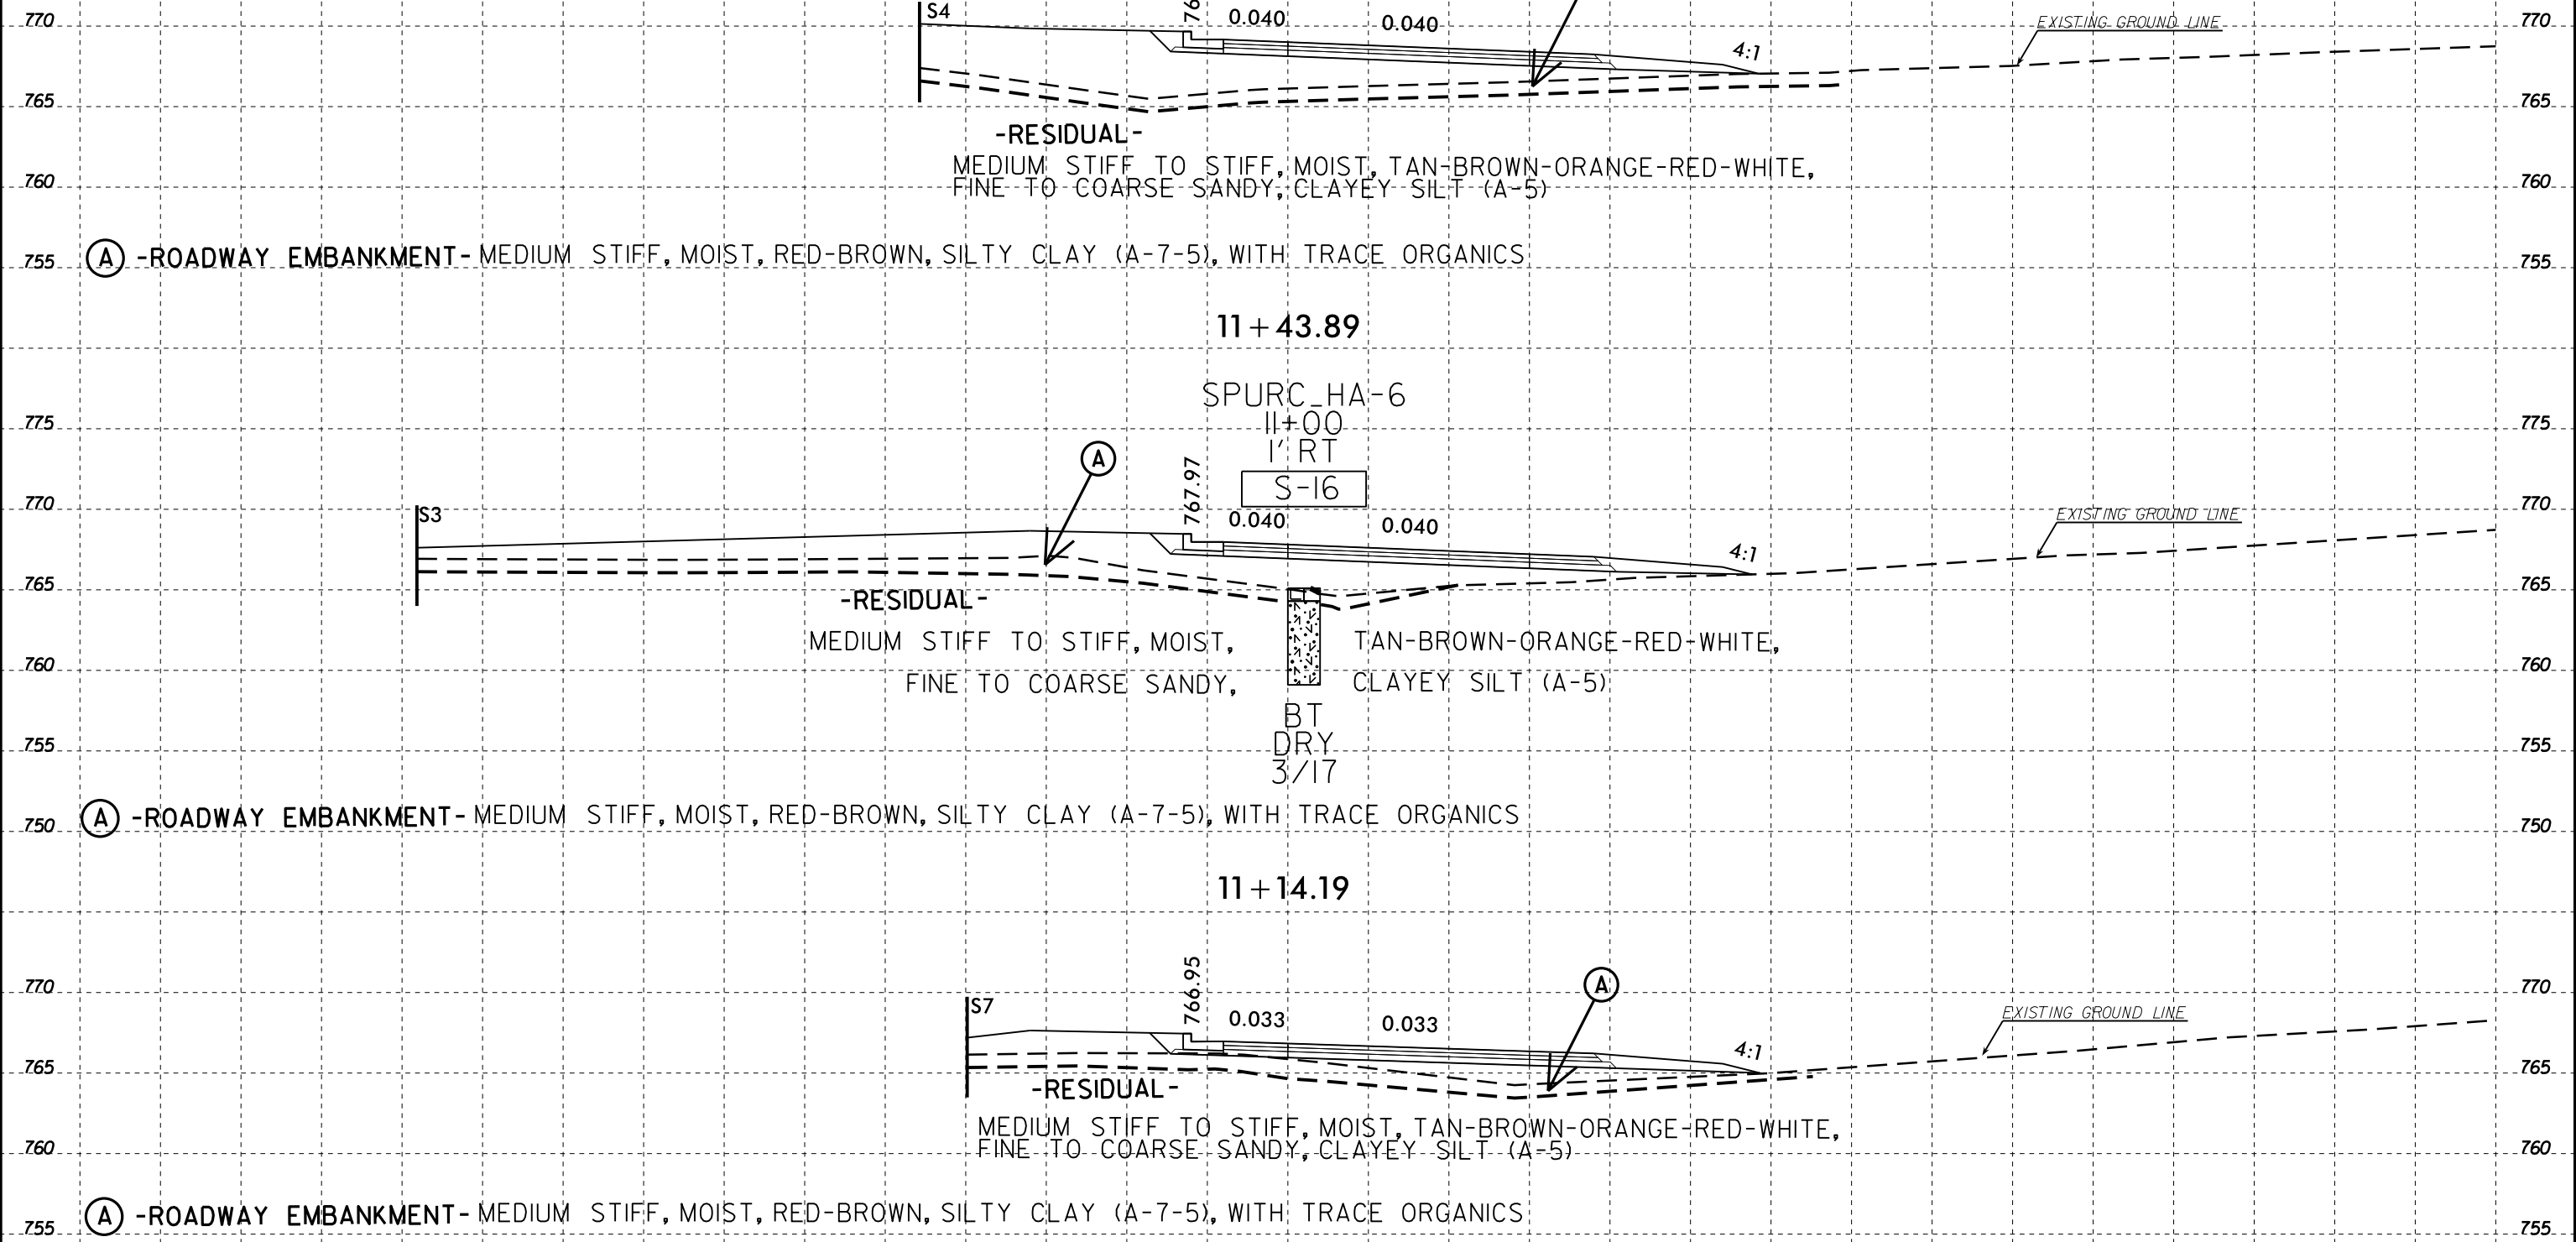 770 S4 0.040 0.040 EXISTING GROUND LINE 770
4:1
765 765
-RESIDUAL-
MEDIUM STIFF TO STIFF, MOIST, TAN-BROWN-ORANGE-RED-WHITE,
760 FINE TO COARSE SANDY, CLAYEY SILT (A-5) 760
A -ROADWAY EMBANKMENT- MEDIUM STIFF, MOIST, RED-BROWN, SILTY CLAY (A-7-5), WITH TRACE ORGANICS
755 755
11+43.89
SPURC_HA-6
775 11+00 775
1' RT
A
767.97
S-16
770 770
S3 0.040 0.040 EXISTING GROUND LINE
4:1
765 765
-RESIDUAL-
MEDIUM STIFF TO STIFF, MOIST, TAN-BROWN-ORANGE-RED-WHITE,
760 760
FINE TO COARSE SANDY, CLAYEY SILT (A-5)
BT
755 DRY 755
3/17
A -ROADWAY EMBANKMENT- MEDIUM STIFF, MOIST, RED-BROWN, SILTY CLAY (A-7-5), WITH TRACE ORGANICS
750 750
11+14.19
770 766.95 A 770
S7 0.033 0.033 EXISTING GROUND LINE
4:1
765 765
-RESIDUAL-
MEDIUM STIFF TO STIFF, MOIST, TAN-BROWN-ORANGE-RED-WHITE,
760 FINE TO COARSE SANDY, CLAYEY SILT (A-5) 760
A -ROADWAY EMBANKMENT- MEDIUM STIFF, MOIST, RED-BROWN, SILTY CLAY (A-7-5), WITH TRACE ORGANICS
755 755